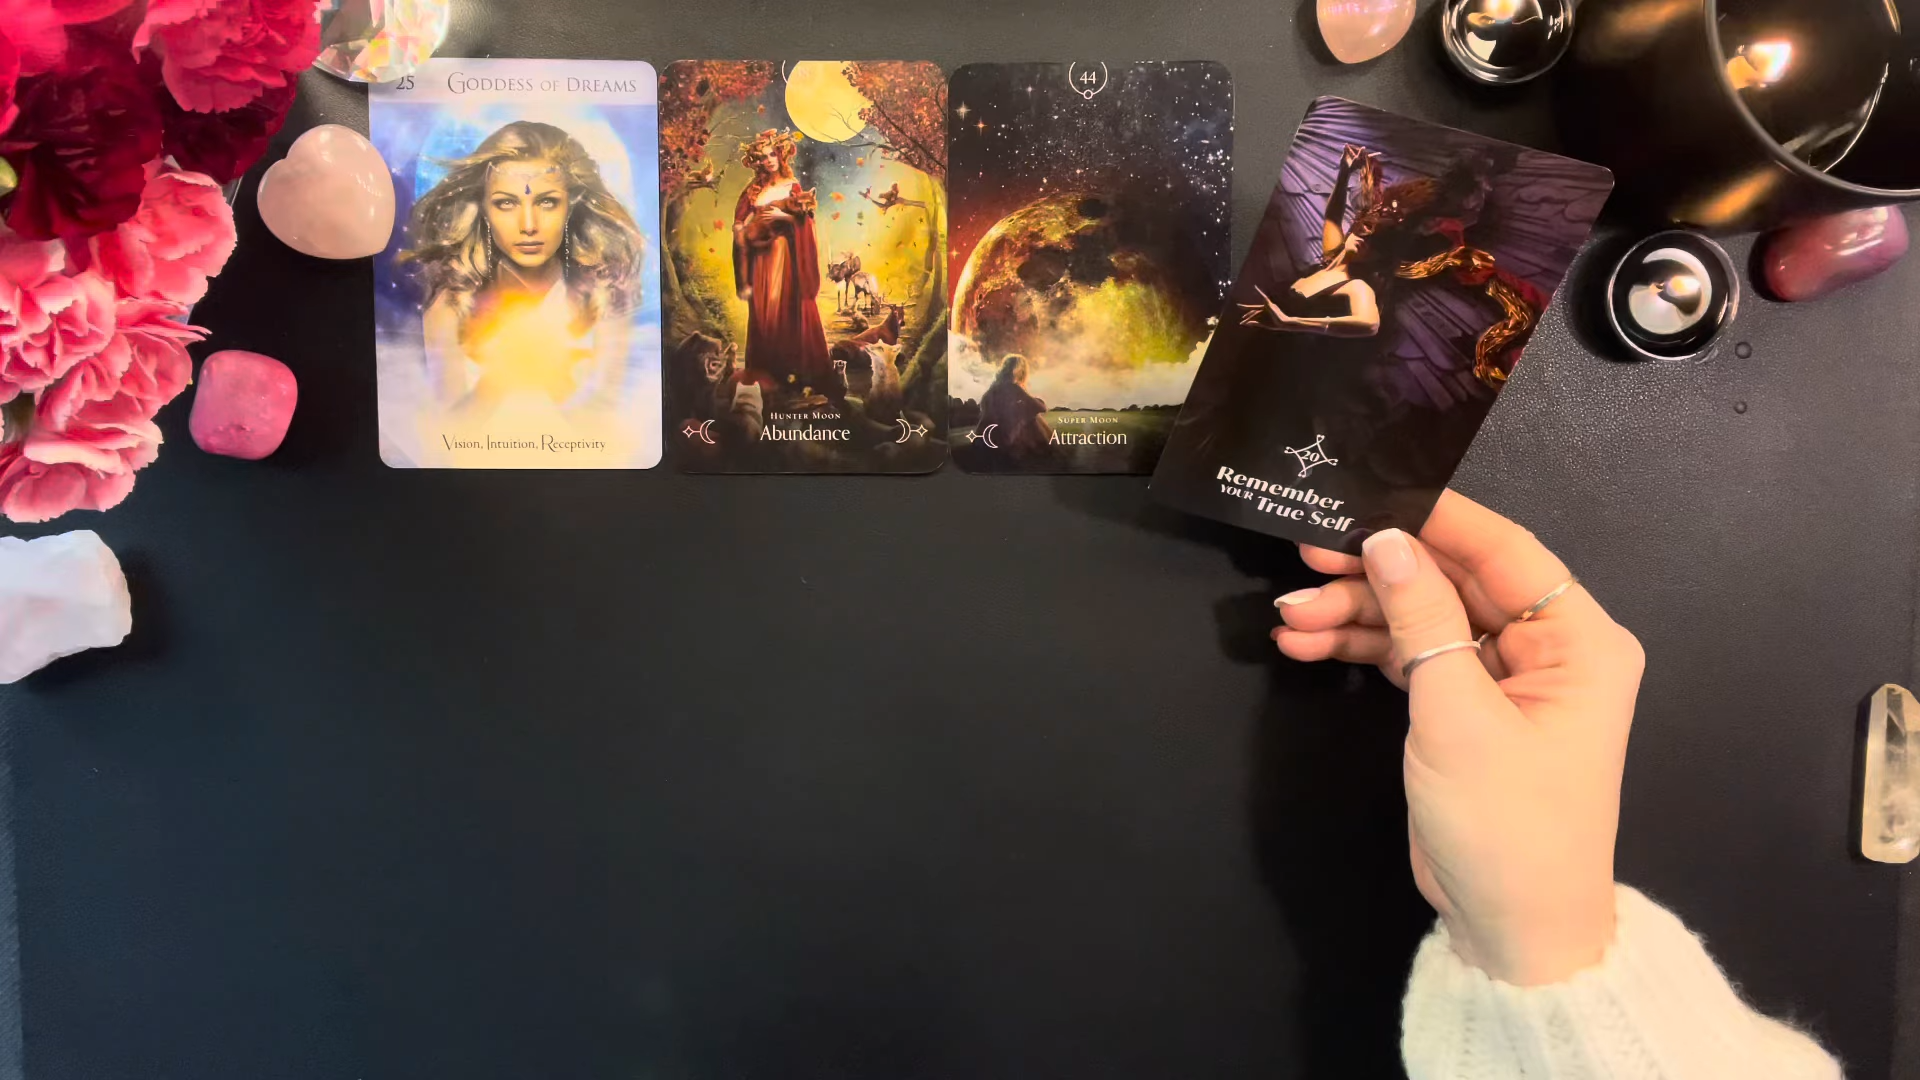 25 GODDESS OF DREAMS
Vision, Intuition, Receptivity
HUNTER MOON
Abundance
44
SUPER MOON
Attraction
20
Remember
YOUR True Self